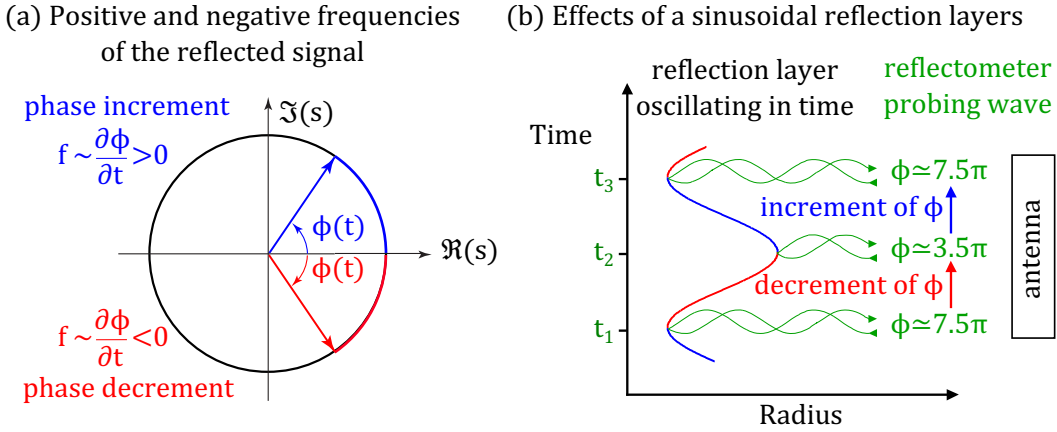 (a) Positive and negative frequencies
of the reflected signal
phase increment
f ~ ∂ϕ/∂t >0
ℑ(s)
ϕ(t)
ℜ(s)
ϕ(t)
f ~ ∂ϕ/∂t <0
phase decrement
(b) Effects of a sinusoidal reflection layers
reflection layer
oscillating in time
reflectometer
probing wave
Time
t₃
ϕ≃7.5π
increment of ϕ
t₂
ϕ≃3.5π
decrement of ϕ
t₁
ϕ≃7.5π
antenna
Radius